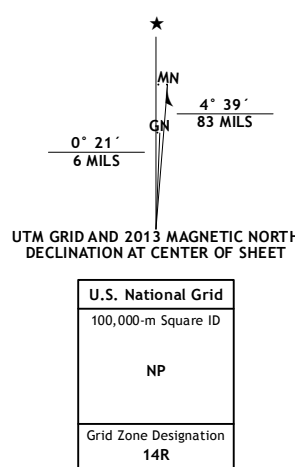 ★
MN
GN
4° 39´
83 MILS
0° 21´
6 MILS
UTM GRID AND 2013 MAGNETIC NORTH
DECLINATION AT CENTER OF SHEET
U.S. National Grid
100,000-m Square ID
NP
Grid Zone Designation
14R